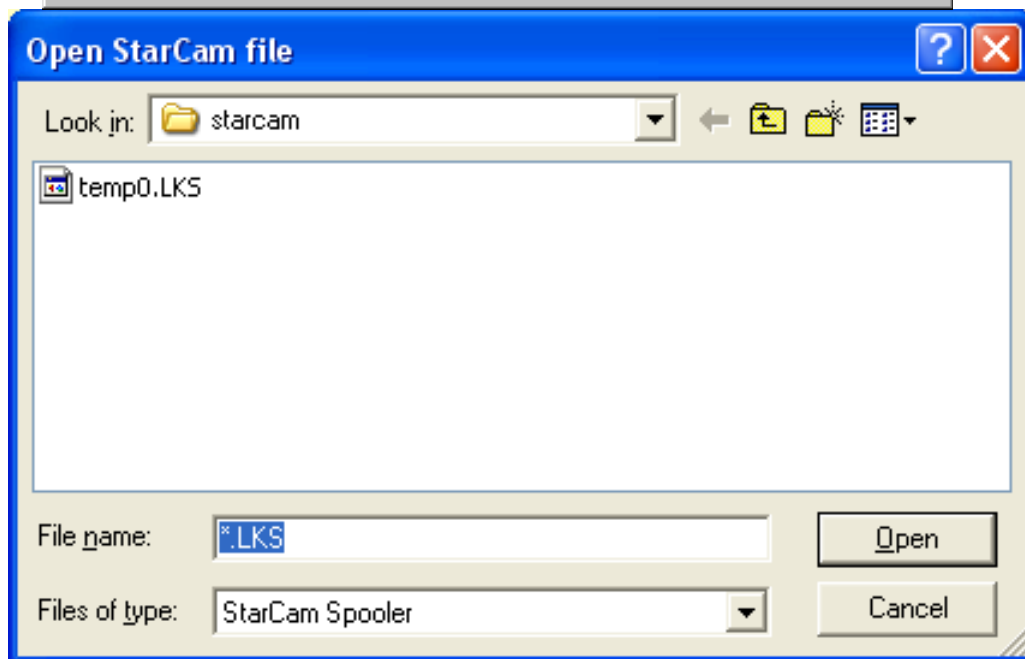 Open StarCam file
Look in: starcam
temp0.LKS
File name: *.LKS Open
Files of type: StarCam Spooler Cancel